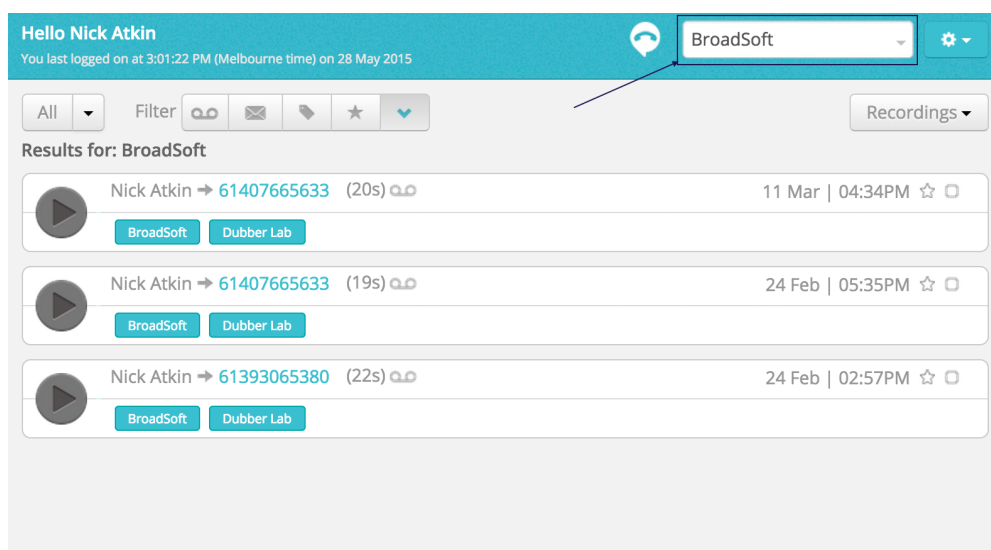 Hello Nick Atkin
You last logged on at 3:01:22 PM (Melbourne time) on 28 May 2015
BroadSoft
All Filter Recordings
Results for: BroadSoft
Nick Atkin → 61407665633 (20s) 11 Mar | 04:34PM
BroadSoft Dubber Lab
Nick Atkin → 61407665633 (19s) 24 Feb | 05:35PM
BroadSoft Dubber Lab
Nick Atkin → 61393065380 (22s) 24 Feb | 02:57PM
BroadSoft Dubber Lab